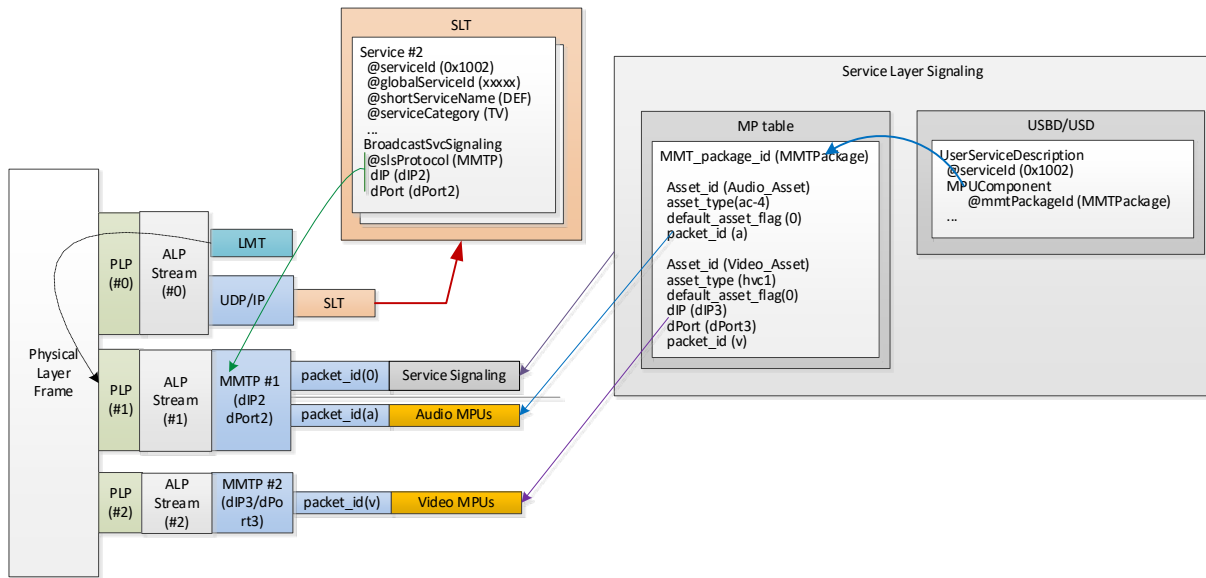 SLT
Service #2
@serviceId (0x1002)
@globalServiceId (xxxxx)
@shortServiceName (DEF)
@serviceCategory (TV)
...
BroadcastSvcSignaling
@slsProtocol (MMTP)
dIP (dIP2)
dPort (dPort2)
Service Layer Signaling
MP table
MMT_package_id (MMTPackage)
Asset_id (Audio_Asset)
asset_type(ac-4)
default_asset_flag (0)
packet_id (a)
Asset_id (Video_Asset)
asset_type (hvc1)
default_asset_flag(0)
dIP (dIP3)
dPort (dPort3)
packet_id (v)
USBD/USD
UserServiceDescription
@serviceId (0x1002)
MPUComponent
@mmtPackageId (MMTPackage)
...
Physical
Layer
Frame
PLP
(#0)
ALP
Stream
(#0)
LMT
UDP/IP
SLT
PLP
(#1)
ALP
Stream
(#1)
MMTP #1
(dIP2
dPort2)
packet_id(0)
Service Signaling
packet_id(a)
Audio MPUs
PLP
(#2)
ALP
Stream
(#2)
MMTP #2
(dIP3/dPo
rt3)
packet_id(v)
Video MPUs